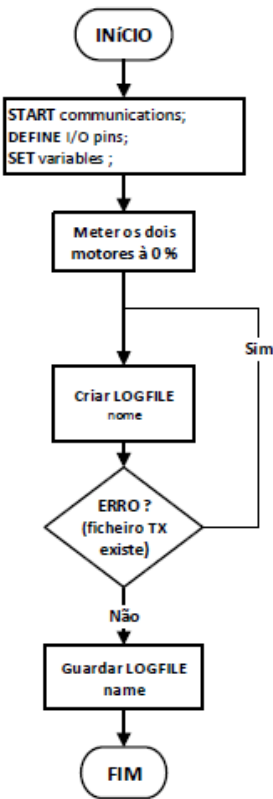 INíCIO
START communications;
DEFINE I/O pins;
SET variables ;
Meter os dois
motores à 0 %
Sim
Criar LOGFILE
nome
ERRO ?
(ficheiro TX
existe)
Não
Guardar LOGFILE
name
FIM